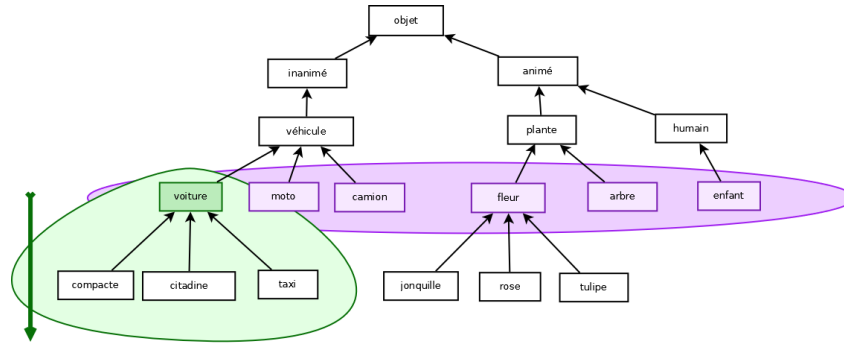 objet
inanimé
animé
véhicule
plante
humain
voiture
moto
camion
fleur
arbre
enfant
compacte
citadine
taxi
jonquille
rose
tulipe